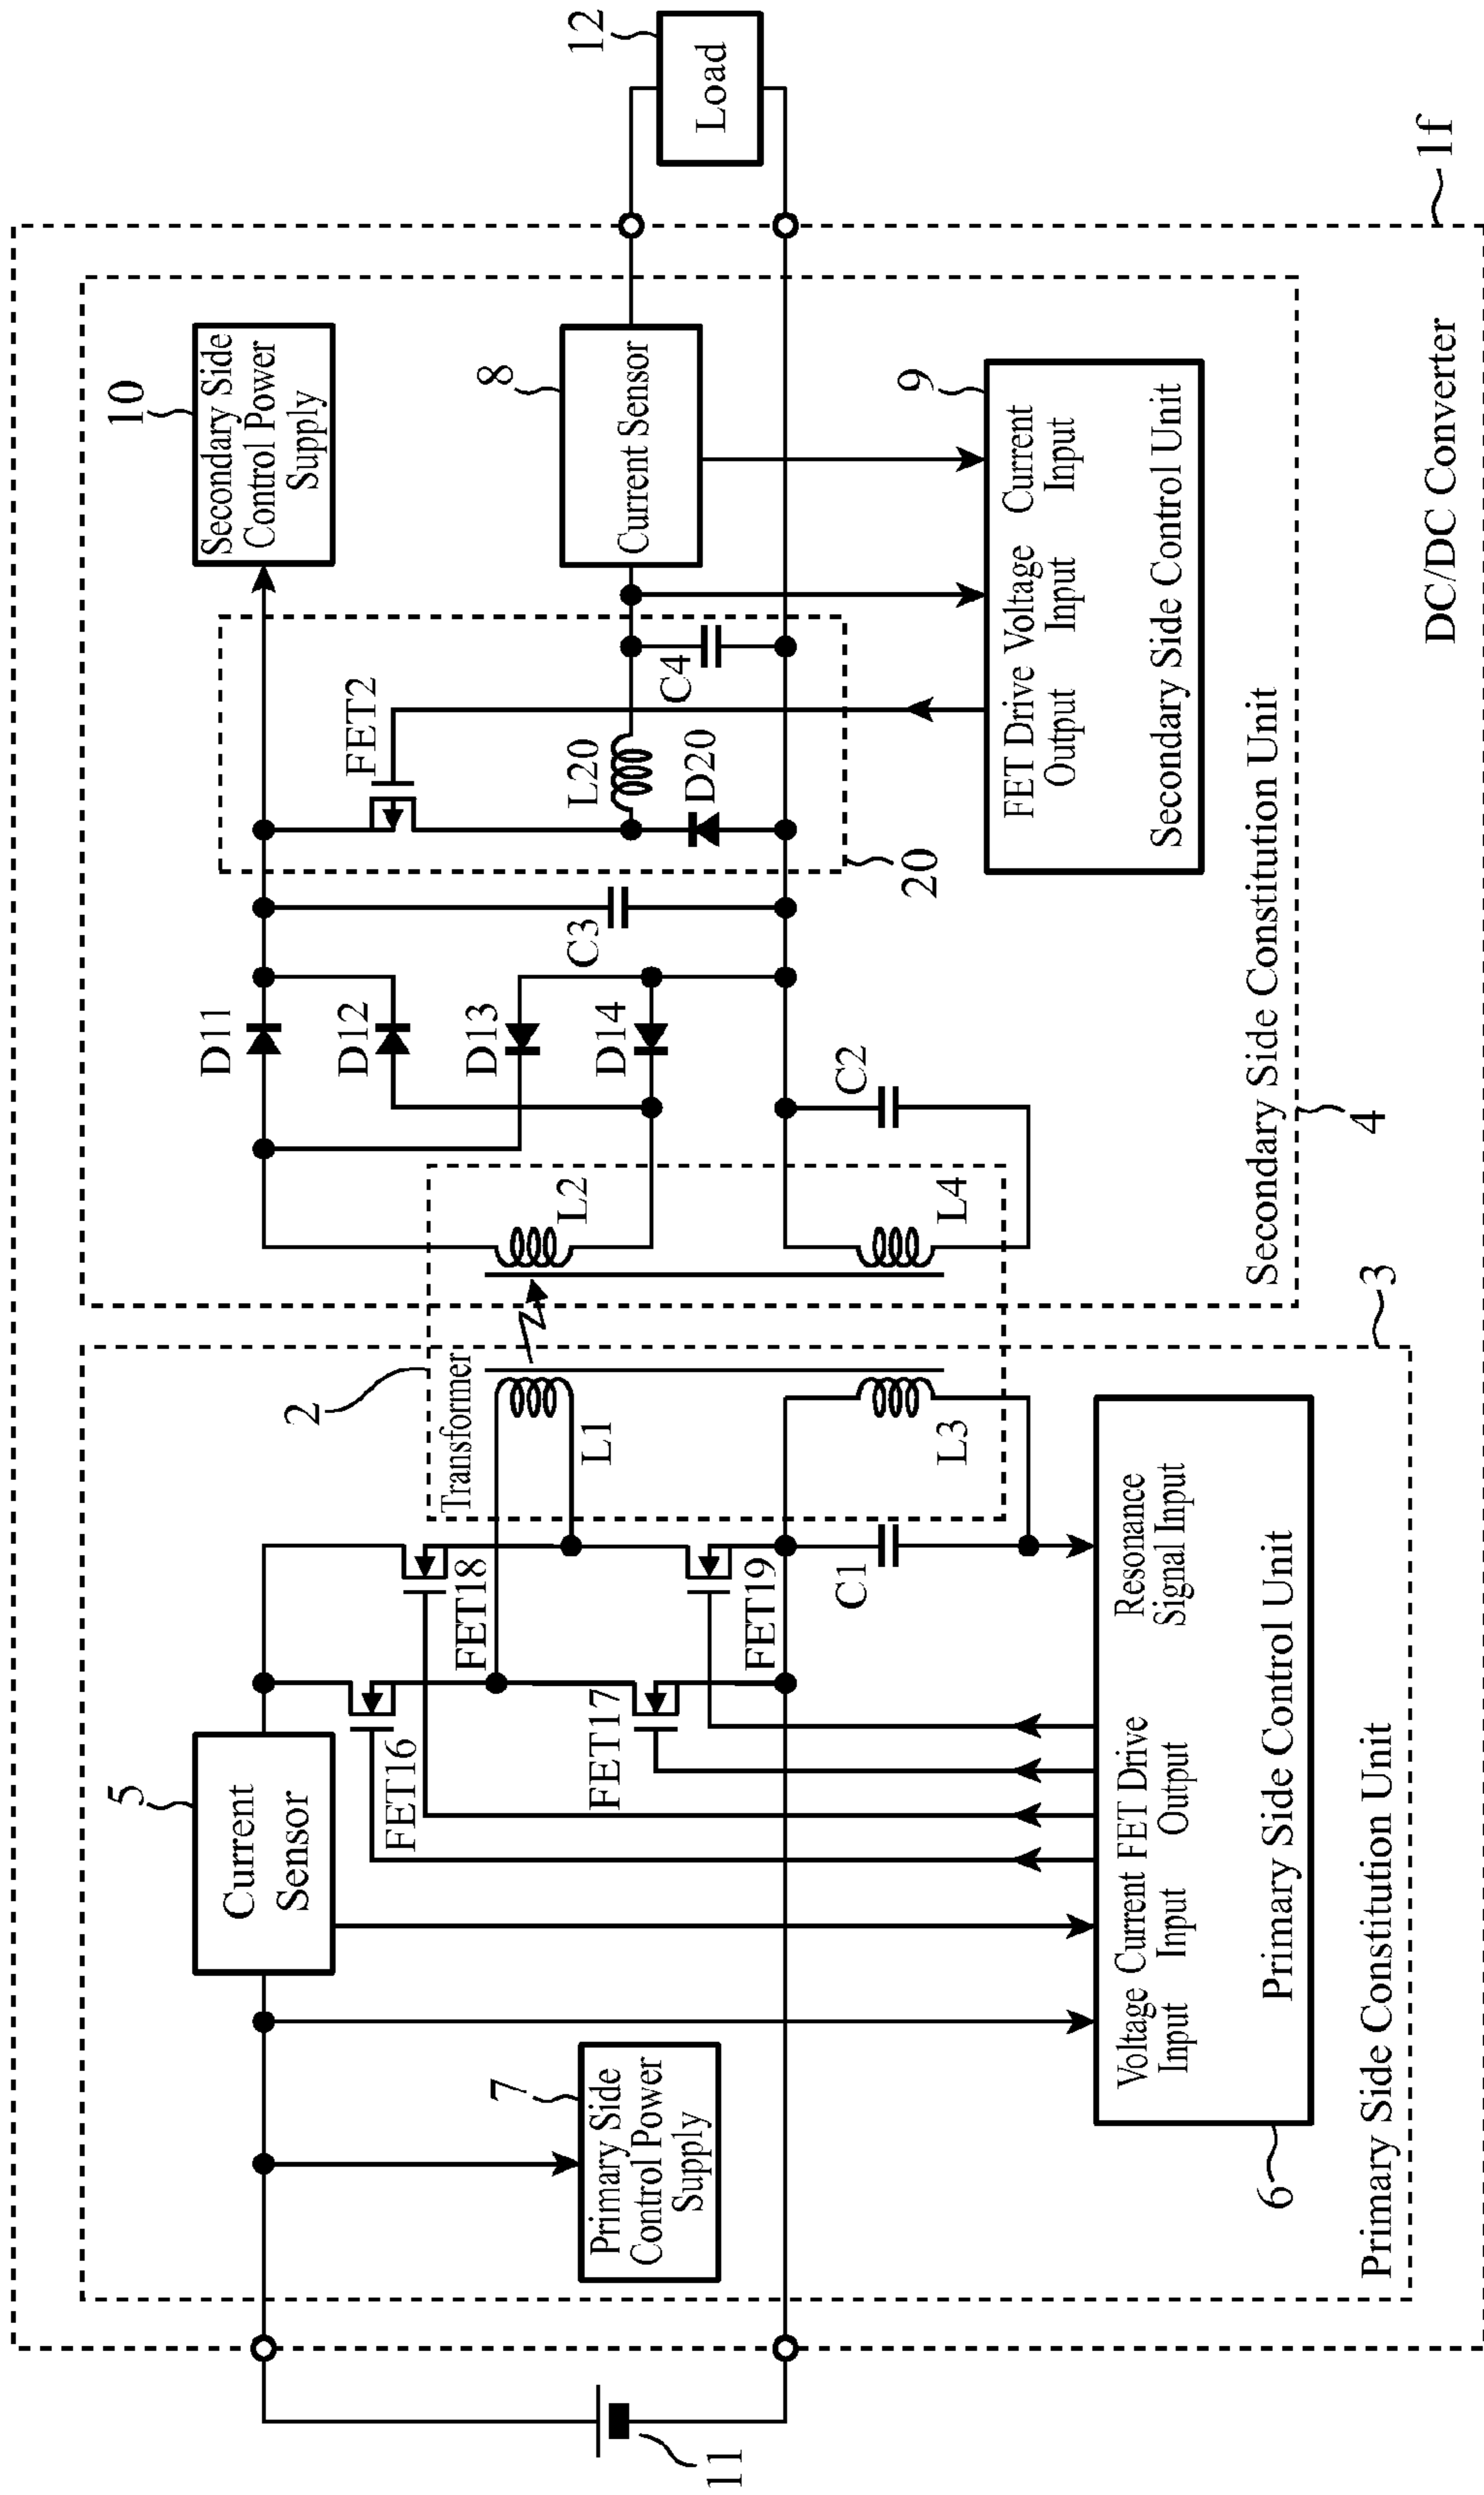 10
Secondary Side
Control Power
Supply
12
Load
8
Current Sensor
9
FET Drive
Output
Voltage
Input
Current
Input
Secondary Side Control Unit
FET2
L20
D20
C4
20
C3
D11
D12
D13
D14
C2
L2
L4
Secondary Side Constitution Unit
4
1f
DC/DC Converter
2
Transformer
L1
L3
3
5
Current
Sensor
FET16
FET18
FET17
FET19
C1
7
Primary Side
Control Power
Supply
Voltage
Input
Current
Input
FET Drive
Output
Resonance
Signal Input
Primary Side Control Unit
6
Primary Side Constitution Unit
11